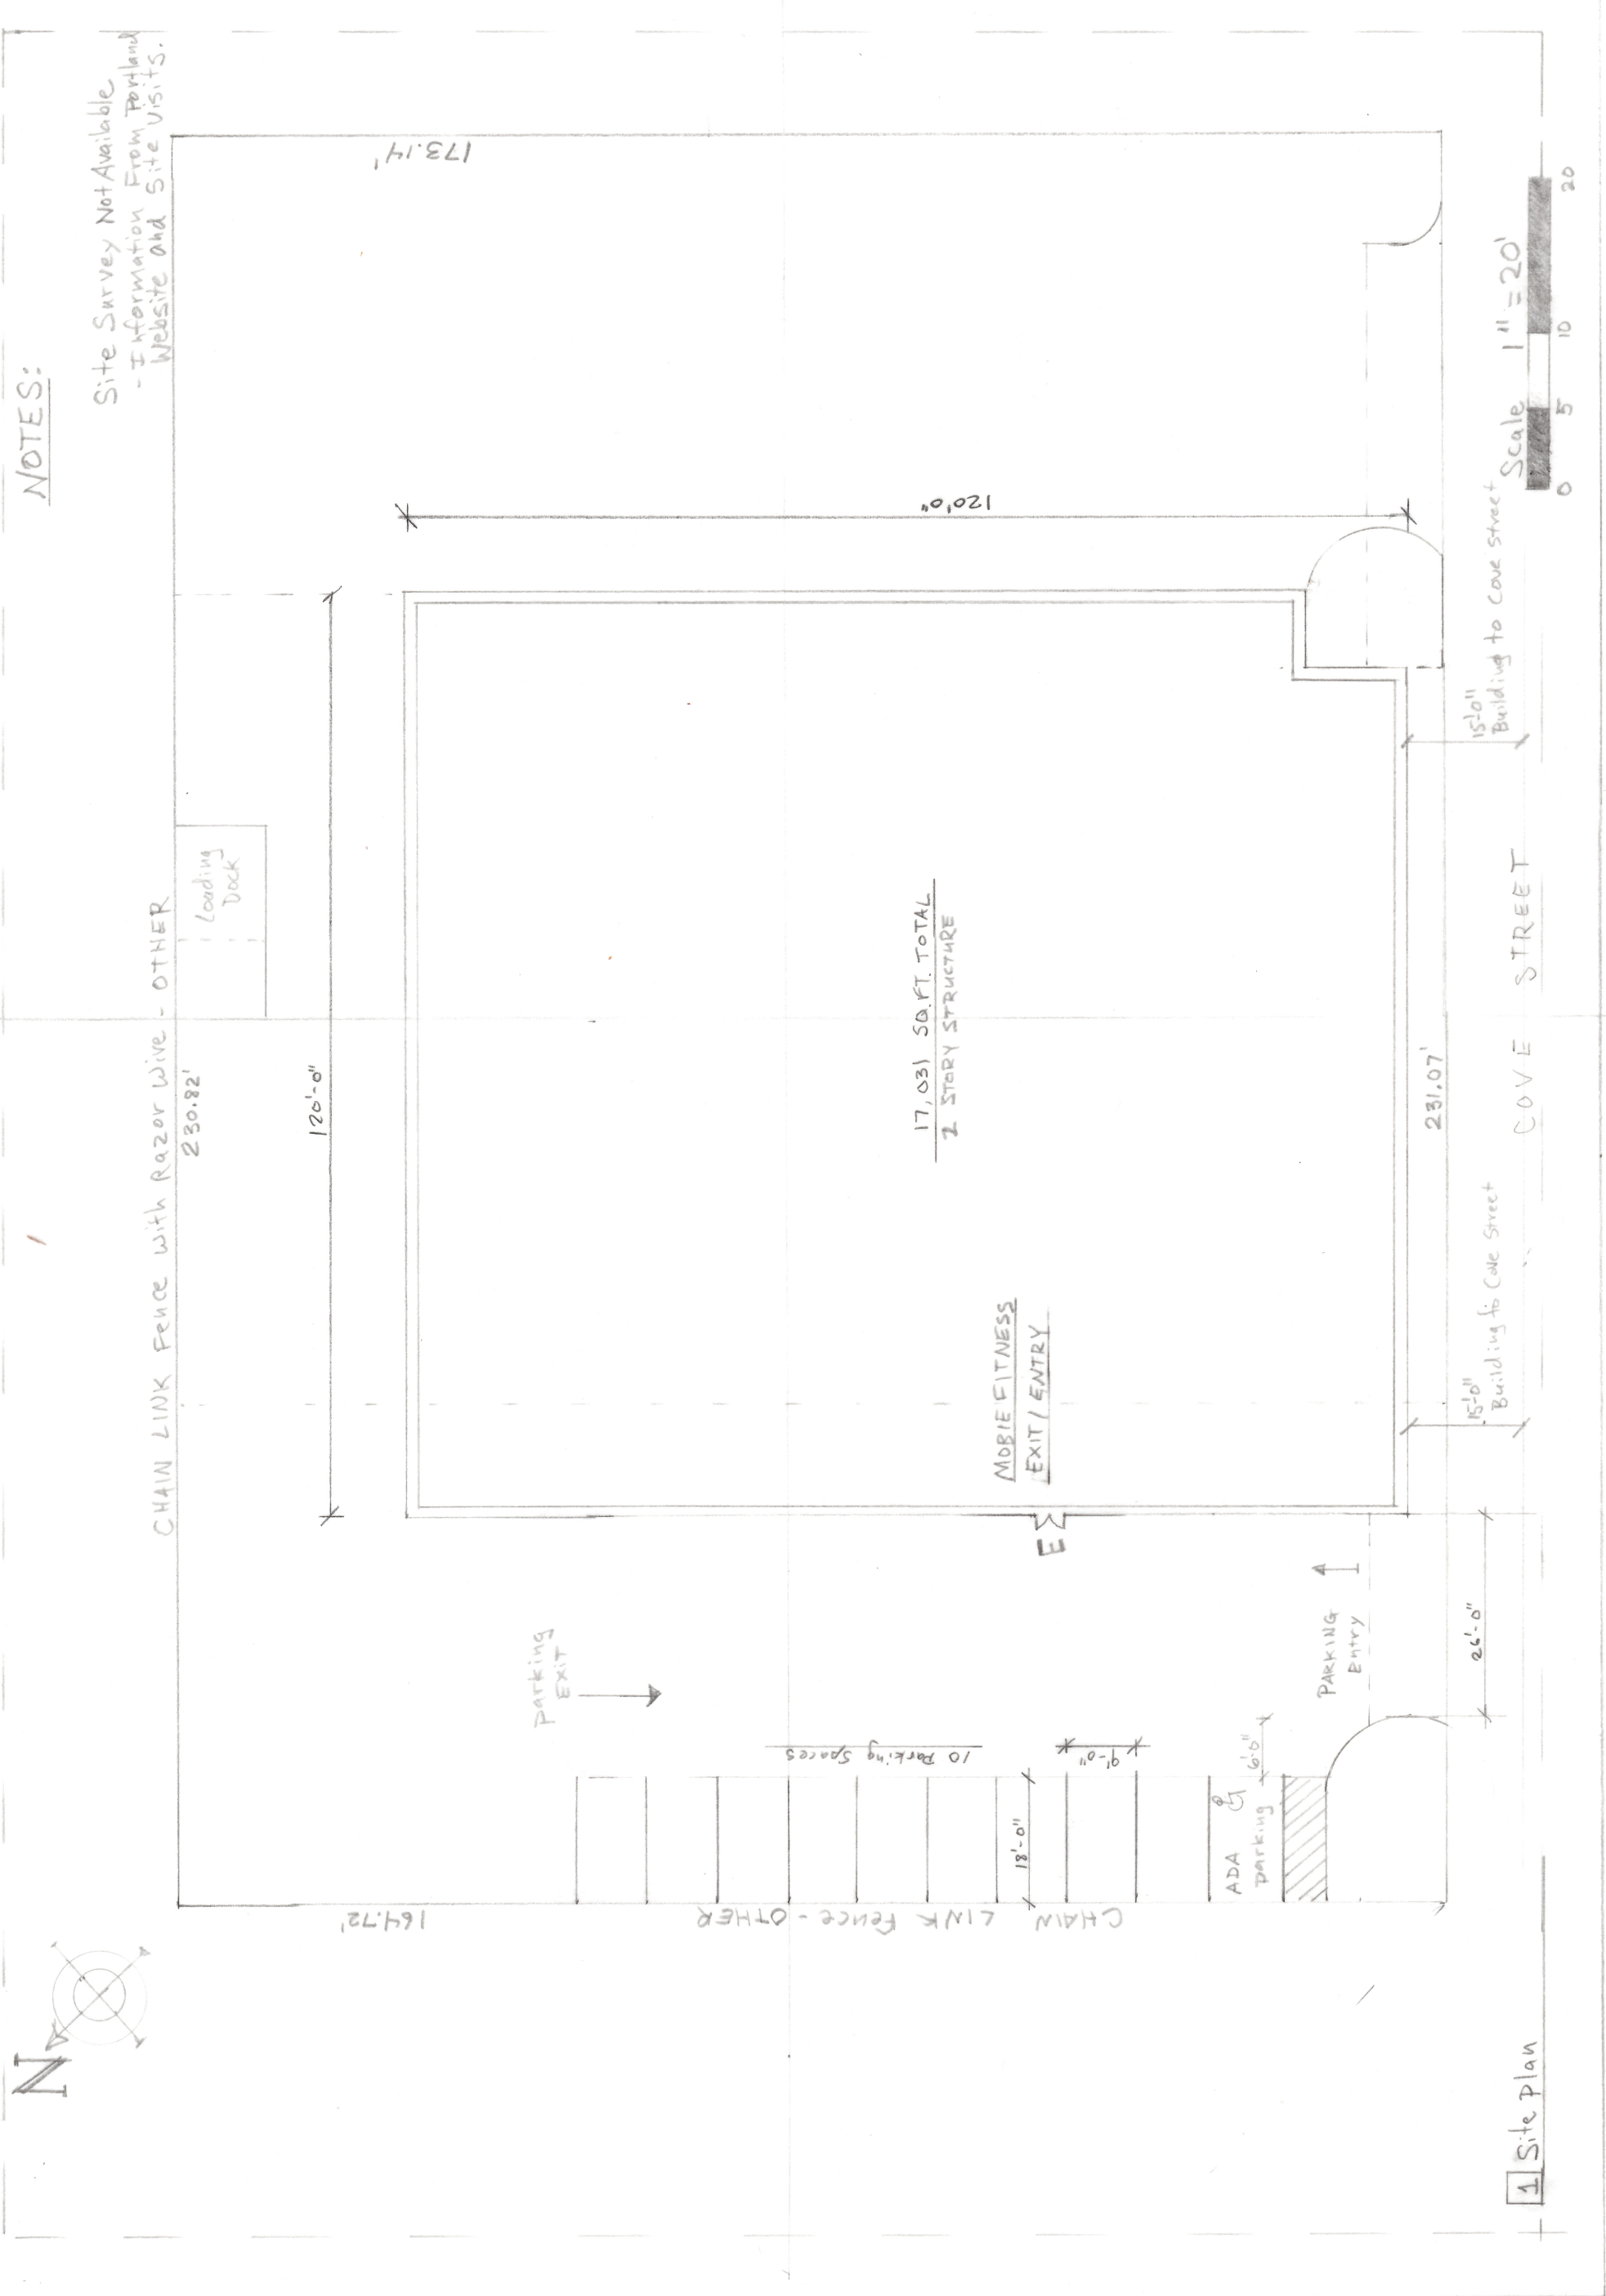 NOTES:
Site Survey Not Available
- Information From Portland
Website and Site Visits.
173.14'
CHAIN LINK Fence with Razor Wire - OTHER
230.82'
Loading
Dock
120'-0"
120'0"
17,031 SQ.FT. TOTAL
2 STORY STRUCTURE
MOBIE FITNESS
EXIT / ENTRY
E
parking
EXIT
10 Parking Spaces
9'-0"
18'-0"
6'0"
ADA
parking
PARKING
Entry
26'-0"
164.72'
CHAIN LINK Fence - OTHER
231.07'
15'-0"
Building to Cove Street
15'-0"
Building to Cove street
COVE STREET
Scale 1" = 20'
0 5 10 20
N
1 Site Plan